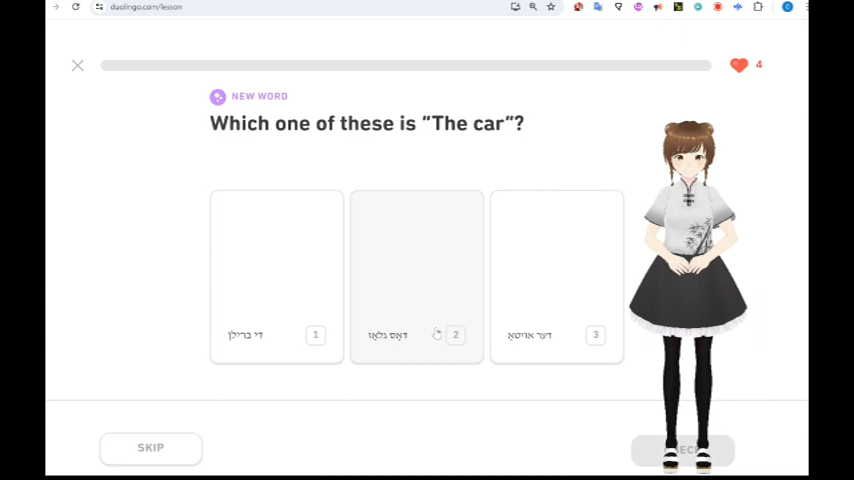 duolingo.com/lesson
4
NEW WORD
Which one of these is "The car"?
די ברילן
1
דאָס גלאָז
2
דער אויטאָ
3
SKIP